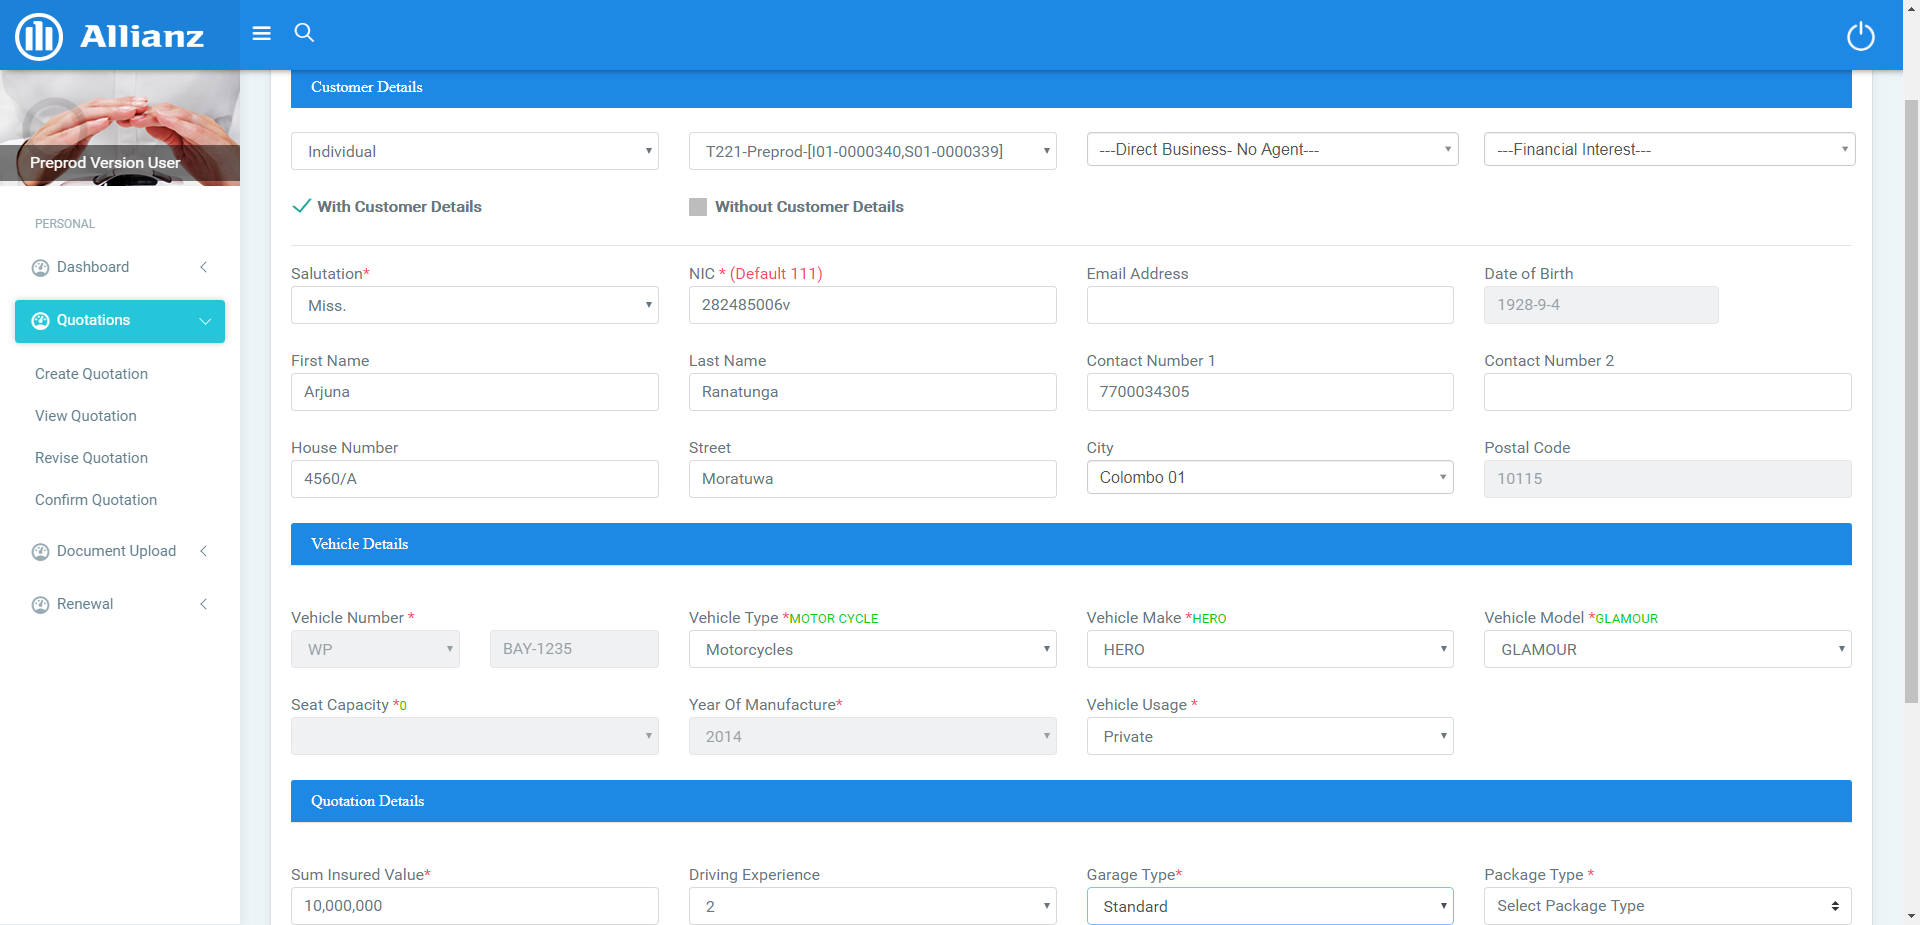 Allianz
Preprod Version User
PERSONAL
Dashboard
Quotations
Create Quotation
View Quotation
Revise Quotation
Confirm Quotation
Document Upload
Renewal
Customer Details
Individual
T221-Preprod-[I01-0000340,S01-0000339]
---Direct Business- No Agent---
---Financial Interest---
With Customer Details
Without Customer Details
Salutation*
NIC * (Default 111)
Email Address
Date of Birth
Miss.
282485006v
1928-9-4
First Name
Last Name
Contact Number 1
Contact Number 2
Arjuna
Ranatunga
7700034305
House Number
Street
City
Postal Code
4560/A
Moratuwa
Colombo 01
10115
Vehicle Details
Vehicle Number *
Vehicle Type *MOTOR CYCLE
Vehicle Make *HERO
Vehicle Model *GLAMOUR
WP
BAY-1235
Motorcycles
HERO
GLAMOUR
Seat Capacity *0
Year Of Manufacture*
Vehicle Usage *
2014
Private
Quotation Details
Sum Insured Value*
Driving Experience
Garage Type*
Package Type *
10,000,000
2
Standard
Select Package Type